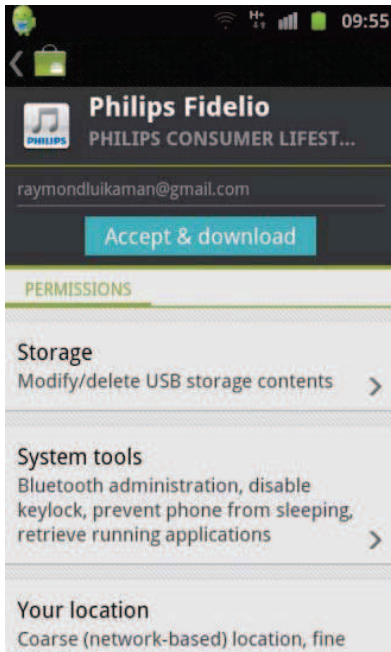 H+ 09:55
Philips Fidelio
PHILIPS
PHILIPS CONSUMER LIFEST...
raymondluikaman@gmail.com
Accept & download
PERMISSIONS
Storage
Modify/delete USB storage contents
System tools
Bluetooth administration, disable
keylock, prevent phone from sleeping,
retrieve running applications
Your location
Coarse (network-based) location, fine